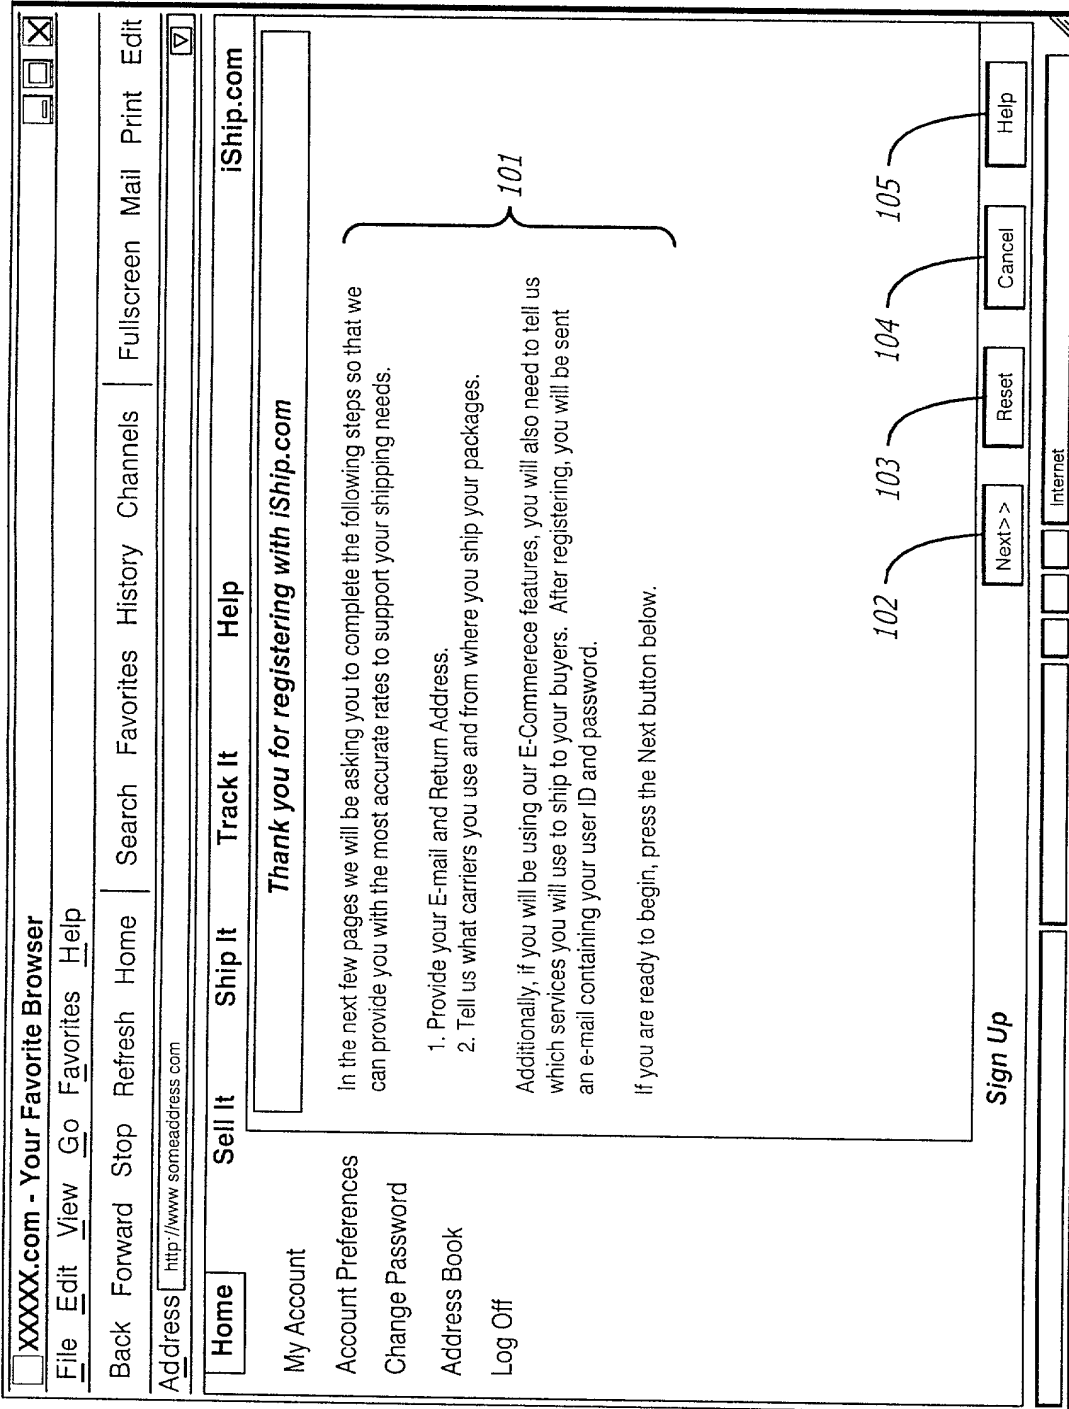 XXXXX.com - Your Favorite Browser
File Edit View Go Favorites Help
Back Forward Stop Refresh Home Search Favorites History Channels Fullscreen Mail Print Edit
Address http://www someaddress com
Home Sell It Ship It Track It Help iShip.com
My Account
Account Preferences
Change Password
Address Book
Log Off
Thank you for registering with iShip.com
In the next few pages we will be asking you to complete the following steps so that we
can provide you with the most accurate rates to support your shipping needs.
1. Provide your E-mail and Return Address.
2. Tell us what carriers you use and from where you ship your packages.
Additionally, if you will be using our E-Commerece features, you will also need to tell us
which services you will use to ship to your buyers. After registering, you will be sent
an e-mail containing your user ID and password.
If you are ready to begin, press the Next button below.
101
102 103 104 105
Sign Up Next>> Reset Cancel Help
Internet